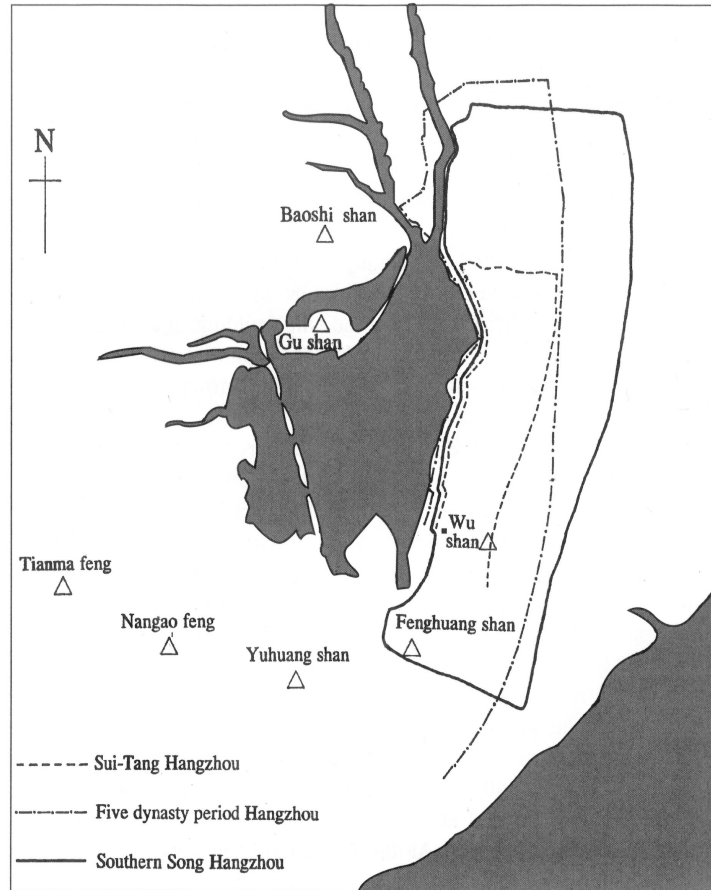 N
Baoshi shan
Gu shan
Wu
shan
Tianma feng
Nangao feng
Fenghuang shan
Yuhuang shan
Sui-Tang Hangzhou
Five dynasty period Hangzhou
Southern Song Hangzhou